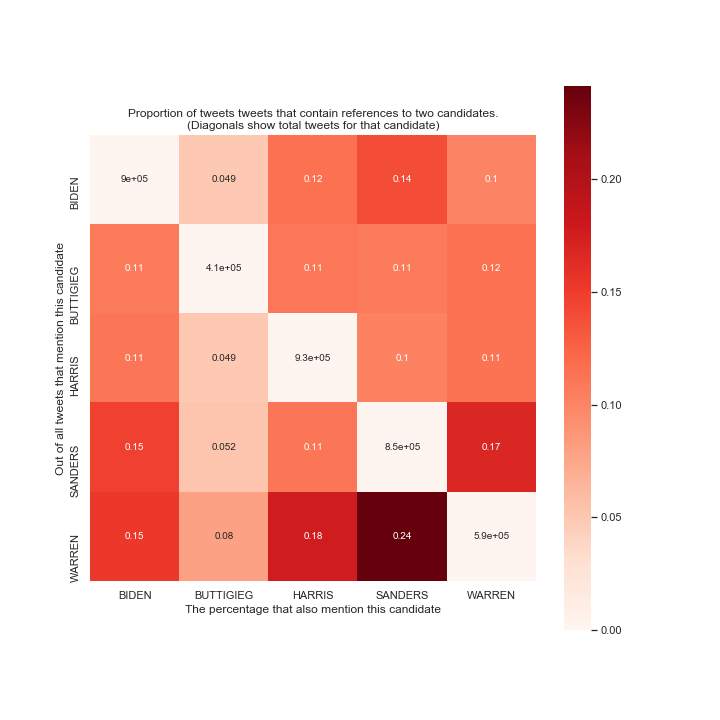 Proportion of tweets tweets that contain references to two candidates.
(Diagonals show total tweets for that candidate)
Out of all tweets that mention this candidate
BIDEN
9e+05 0.049 0.12 0.14 0.1
BUTTIGIEG
0.11 4.1e+05 0.11 0.11 0.12
HARRIS
0.11 0.049 9.3e+05 0.1 0.11
SANDERS
0.15 0.052 0.11 8.5e+05 0.17
WARREN
0.15 0.08 0.18 0.24 5.9e+05
BIDEN BUTTIGIEG HARRIS SANDERS WARREN
The percentage that also mention this candidate
0.20
0.15
0.10
0.05
0.00